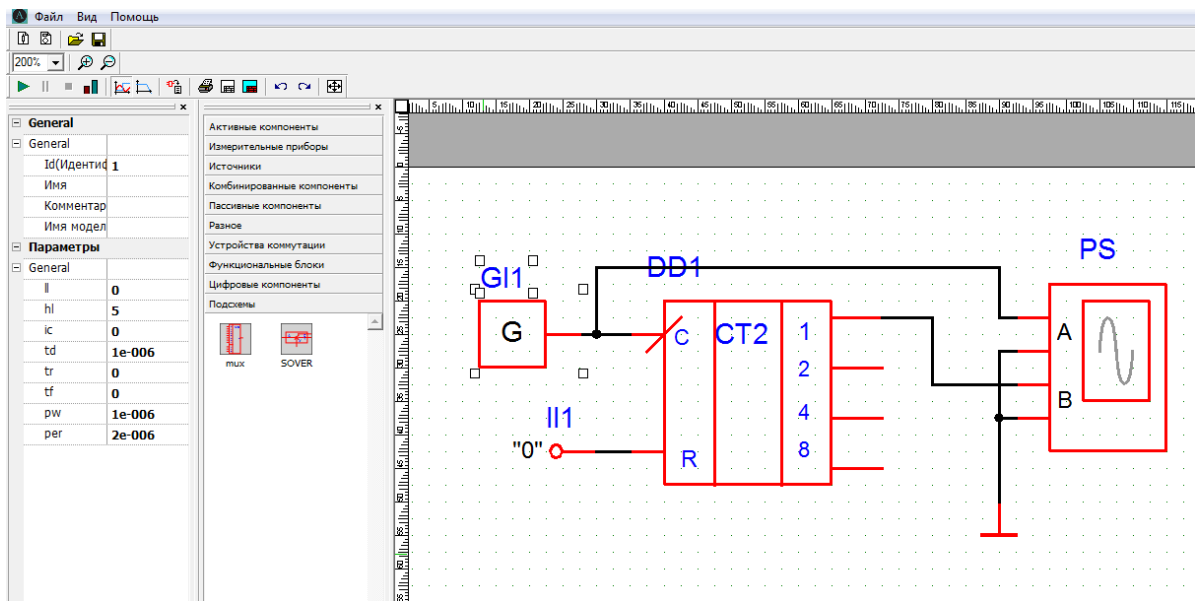 Файл Вид Помощь
200%
General
General
Id(Идентиф 1
Имя
Комментар
Имя модел
Параметры
General
ll 0
hl 5
ic 0
td 1e-006
tr 0
tf 0
pw 1e-006
per 2e-006
Активные компоненты
Измерительные приборы
Источники
Комбинированные компоненты
Пассивные компоненты
Разное
Устройства коммутации
Функциональные блоки
Цифровые компоненты
Подсхемы
mux SOVER
GI1
G
DD1
C CT2 1
2
4
8
R
II1
"0"
PS
A
B